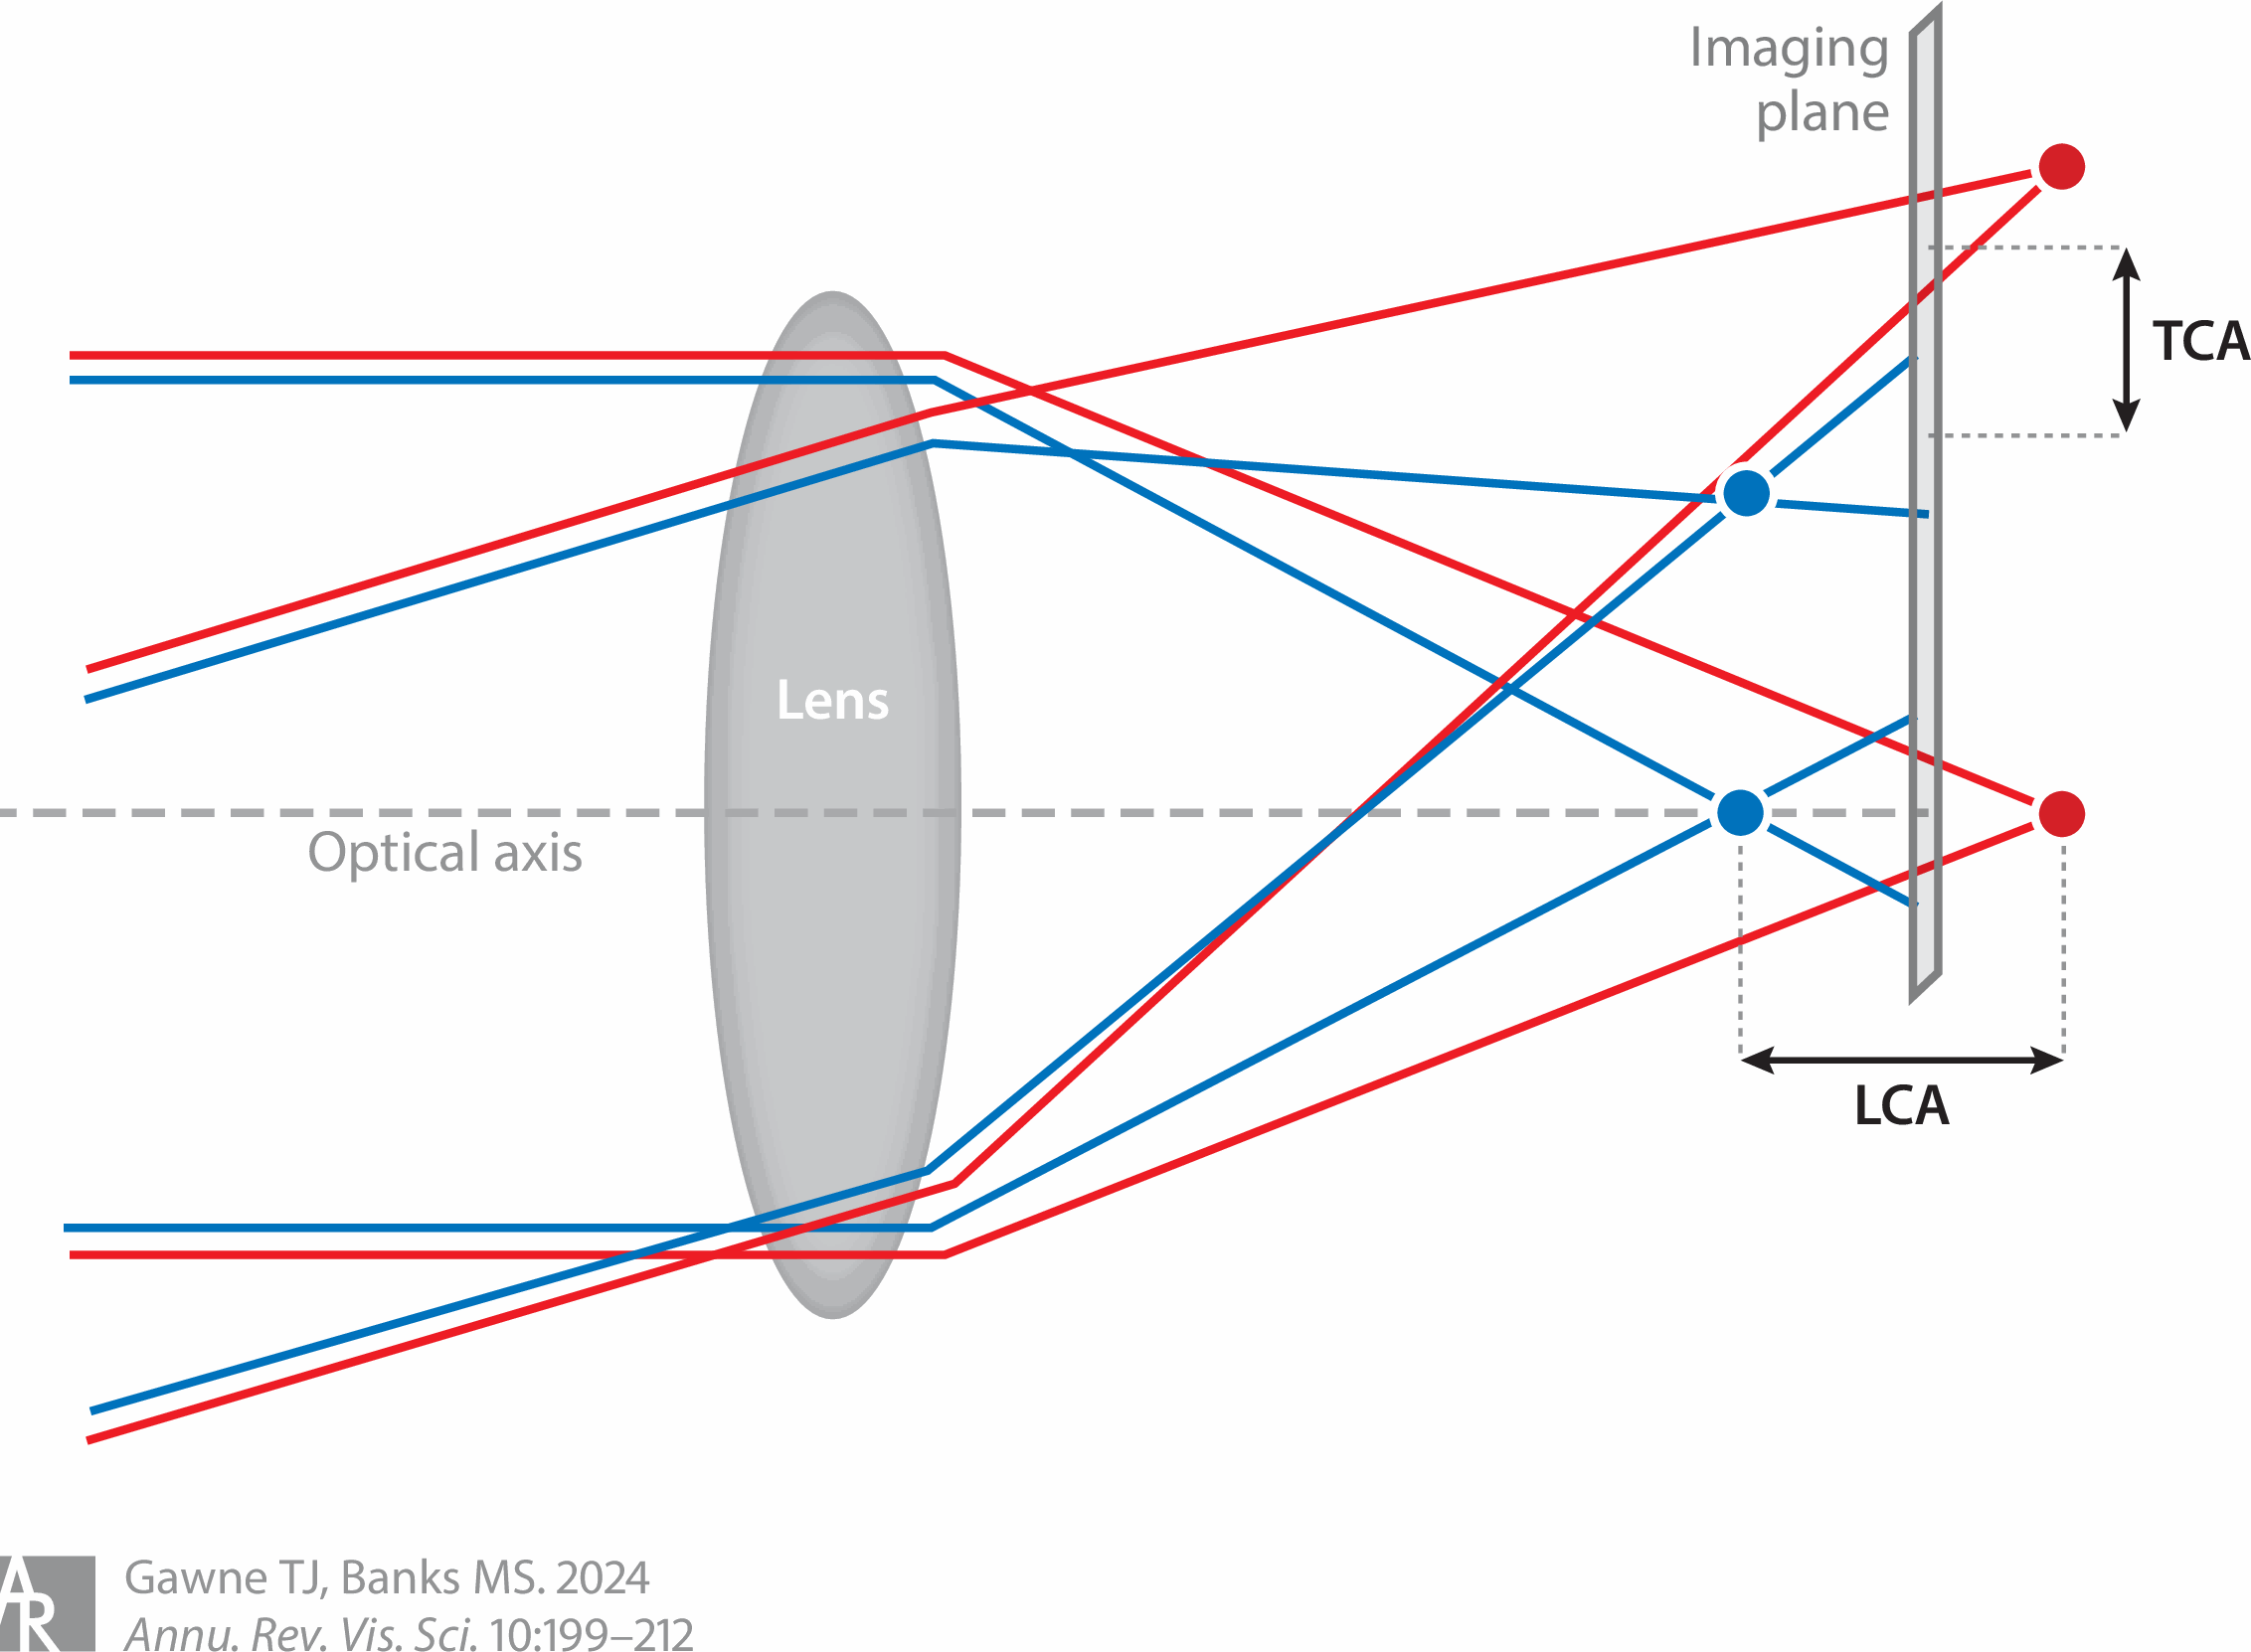 Imaging
plane
TCA
Lens
Optical axis
LCA
AR
Gawne TJ, Banks MS. 2024
Annu. Rev. Vis. Sci. 10:199–212